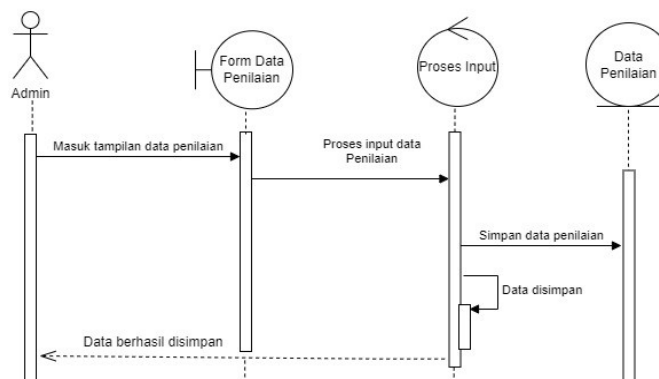 Form Data
Penilaian
Proses Input
Data
Penilaian
Admin
Masuk tampilan data penilaian
Proses input data
Penilaian
Simpan data penilaian
Data disimpan
Data berhasil disimpan